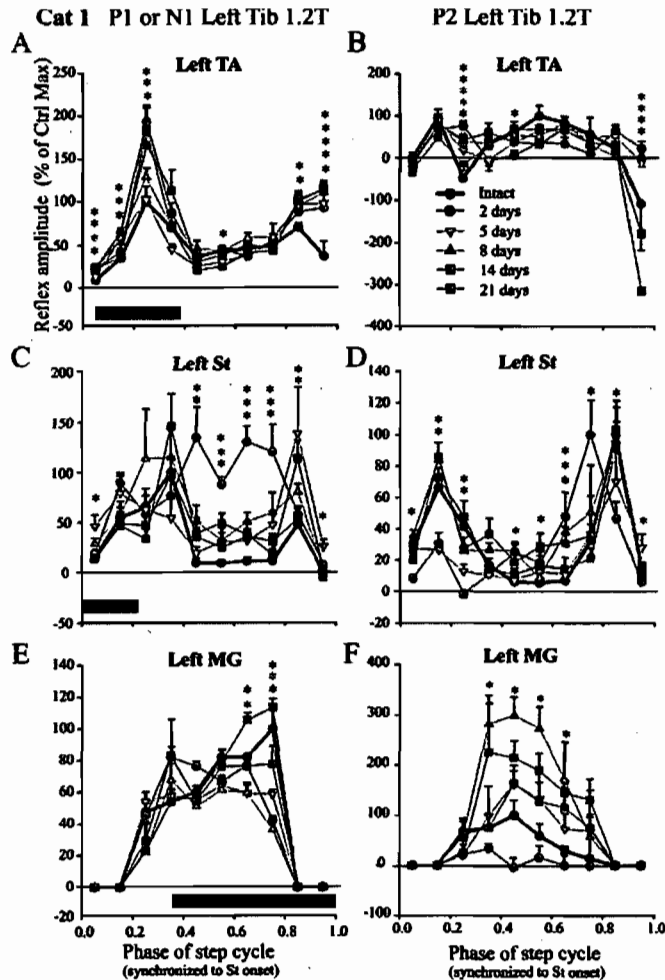 Cat 1 P1 or N1 Left Tib 1.2T
P2 Left Tib 1.2T
A
Left TA
250
200
150
100
50
0
-50
B
Left TA
200
100
0
-100
-200
-300
-400
Intact
2 days
5 days
8 days
14 days
21 days
Reflex amplitude (% of Ctrl Max)
C
Left St
200
150
100
50
0
-50
D
Left St
140
120
100
80
60
40
20
0
-20
E
Left MG
140
120
100
80
60
40
20
0
-20
0.0 0.2 0.4 0.6 0.8 1.0
Phase of step cycle
(synchronized to St onset)
F
Left MG
400
300
200
100
0
-100
0.0 0.2 0.4 0.6 0.8 1.0
Phase of step cycle
(synchronized to St onset)